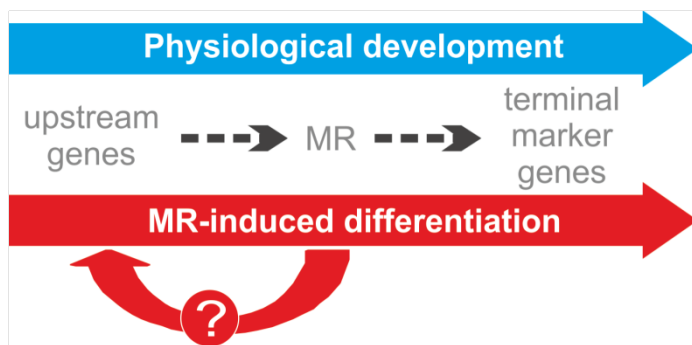 Physiological development
upstream
genes
MR
terminal
marker
genes
MR-induced differentiation
?